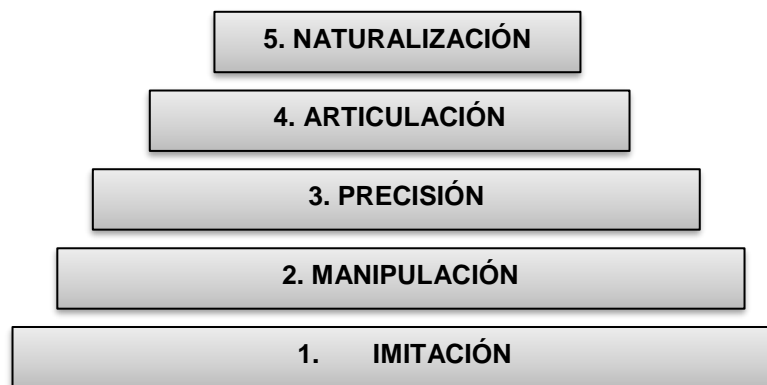 5. NATURALIZACIÓN
4. ARTICULACIÓN
3. PRECISIÓN
2. MANIPULACIÓN
1. IMITACIÓN